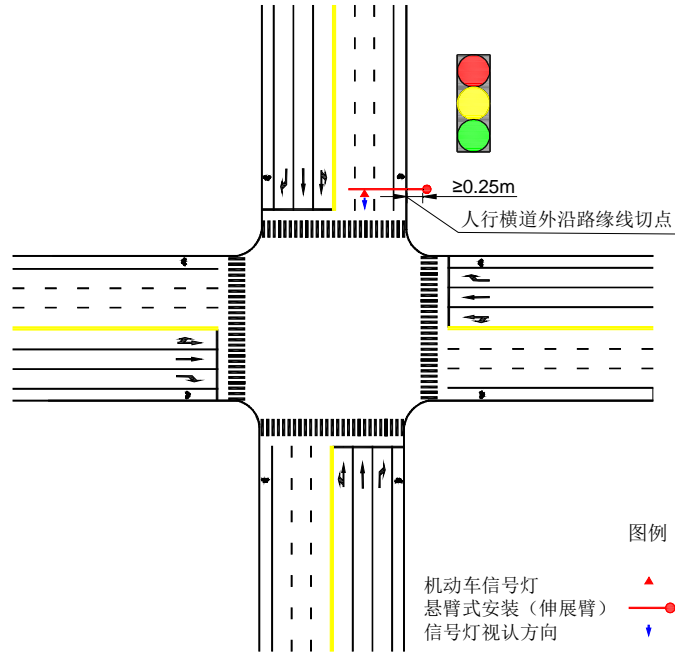 ≥0.25m
人行横道外沿路缘线切点
图例
机动车信号灯
悬臂式安装（伸展臂）
信号灯视认方向